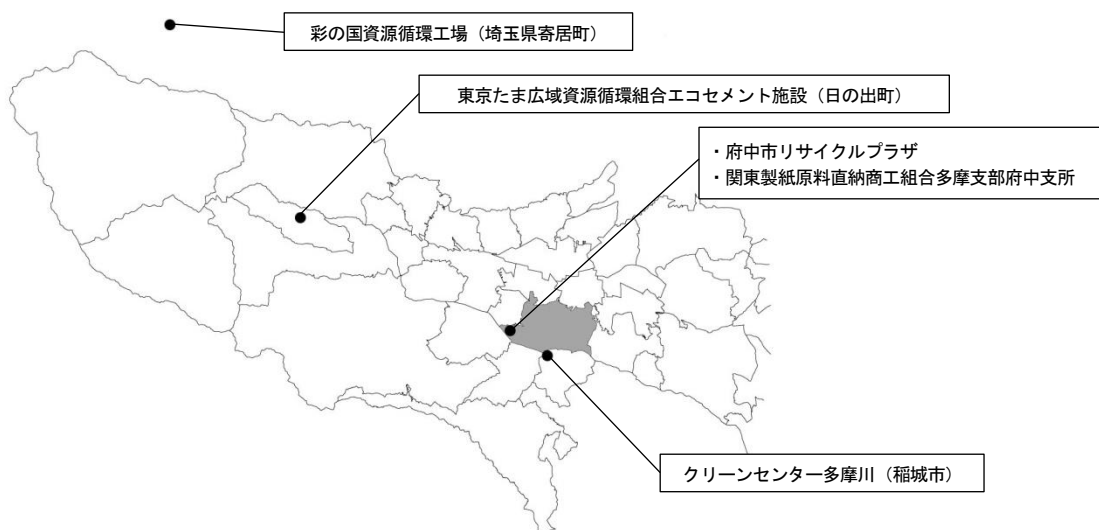 彩の国資源循環工場（埼玉県寄居町）
東京たま広域資源循環組合エコセメント施設（日の出町）
・府中市リサイクルプラザ
・関東製紙原料直納商工組合多摩支部府中支所
クリーンセンター多摩川（稲城市）